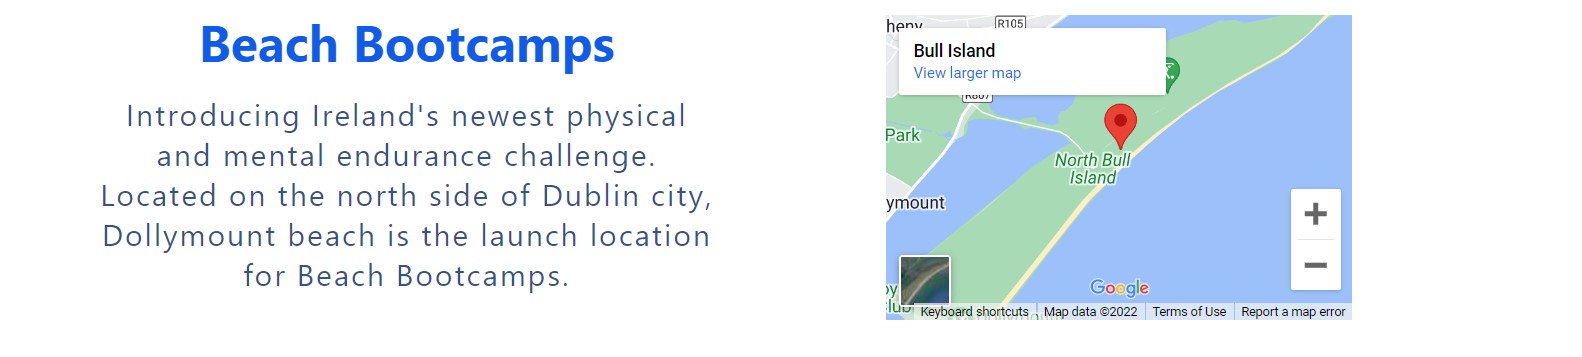 Beach Bootcamps
Introducing Ireland's newest physical
and mental endurance challenge.
Located on the north side of Dublin city,
Dollymount beach is the launch location
for Beach Bootcamps.
heny
R105
Bull Island
View larger map
R807
Park
North Bull
Island
ymount
Google
Keyboard shortcuts
Map data ©2022
Terms of Use
Report a map error